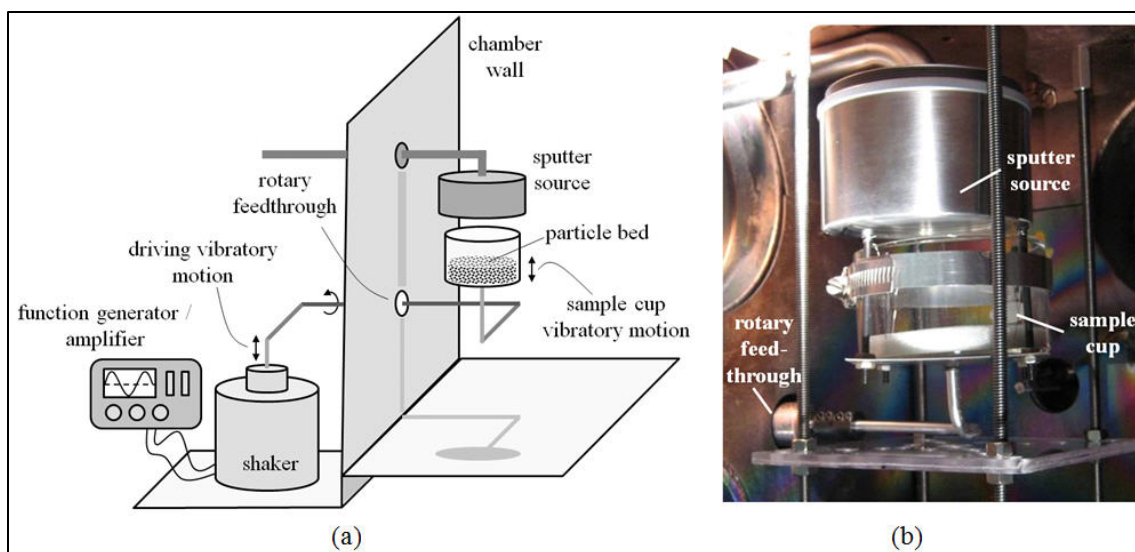 chamber
wall
sputter
source
rotary
feedthrough
particle bed
driving vibratory
motion
function generator /
amplifier
sample cup
vibratory motion
shaker
(a)
sputter
source
rotary
feed-
through
sample
cup
(b)